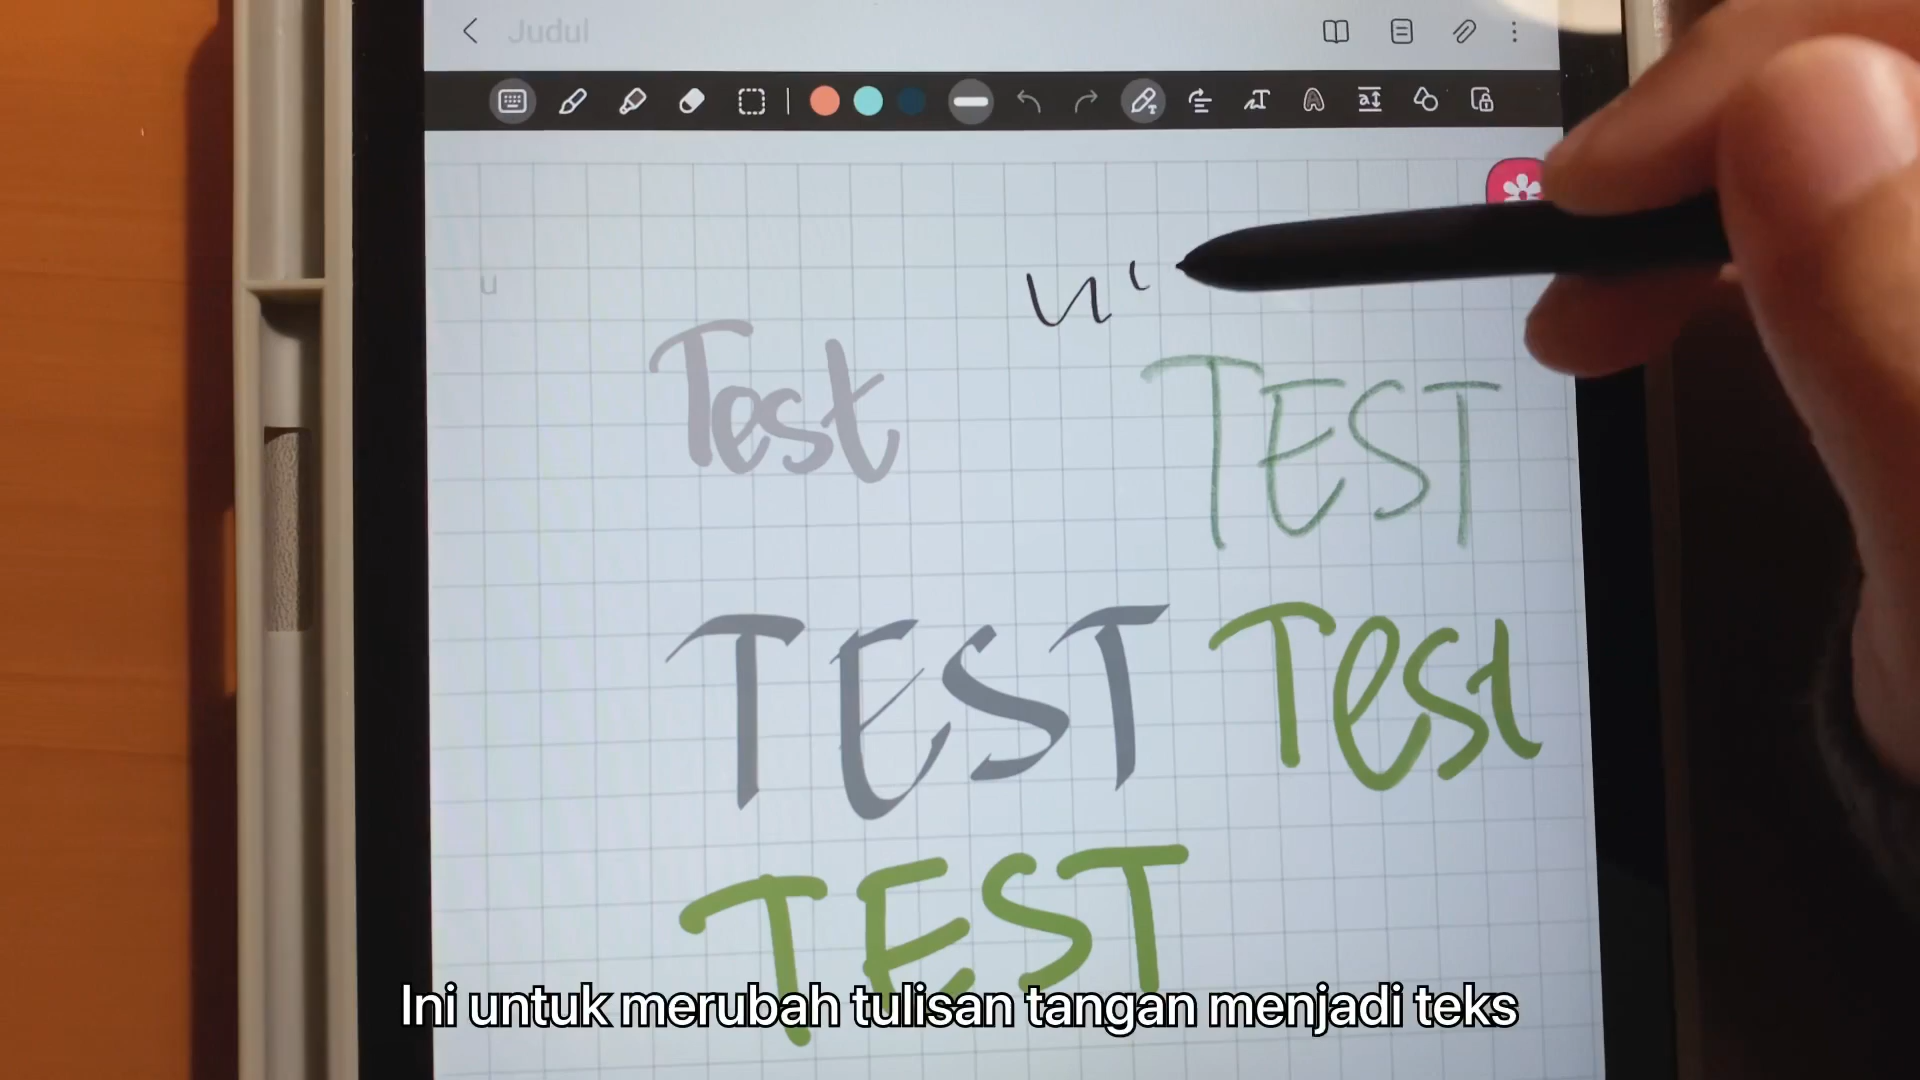 Judul
u
Test
TEST
TEST Test
TEST
Ini untuk merubah tulisan tangan menjadi teks